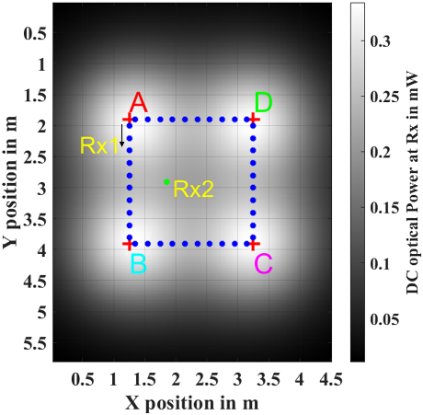 0.5
1
1.5
2
2.5
3
3.5
4
4.5
5
5.5
Y position in m
A
D
Rx1
Rx2
B
C
0.5 1 1.5 2 2.5 3 3.5 4 4.5
X position in m
0.3
0.25
0.2
0.15
0.1
0.05
DC optical Power at Rx in mW